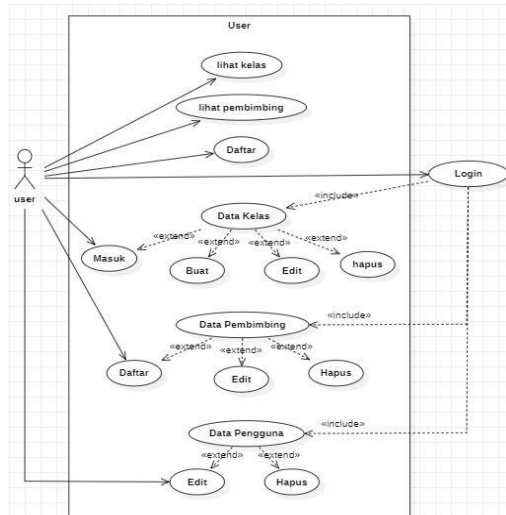 User
lihat kelas
lihat pembimbing
Daftar
Login
user
«include»
Data Kelas
«extend»
«extend»
«extend»
«extend»
Masuk
Buat
Edit
hapus
«include»
Data Pembimbing
«extend»
«extend»
«extend»
Daftar
Edit
Hapus
«include»
Data Pengguna
«extend»
«extend»
Edit
Hapus